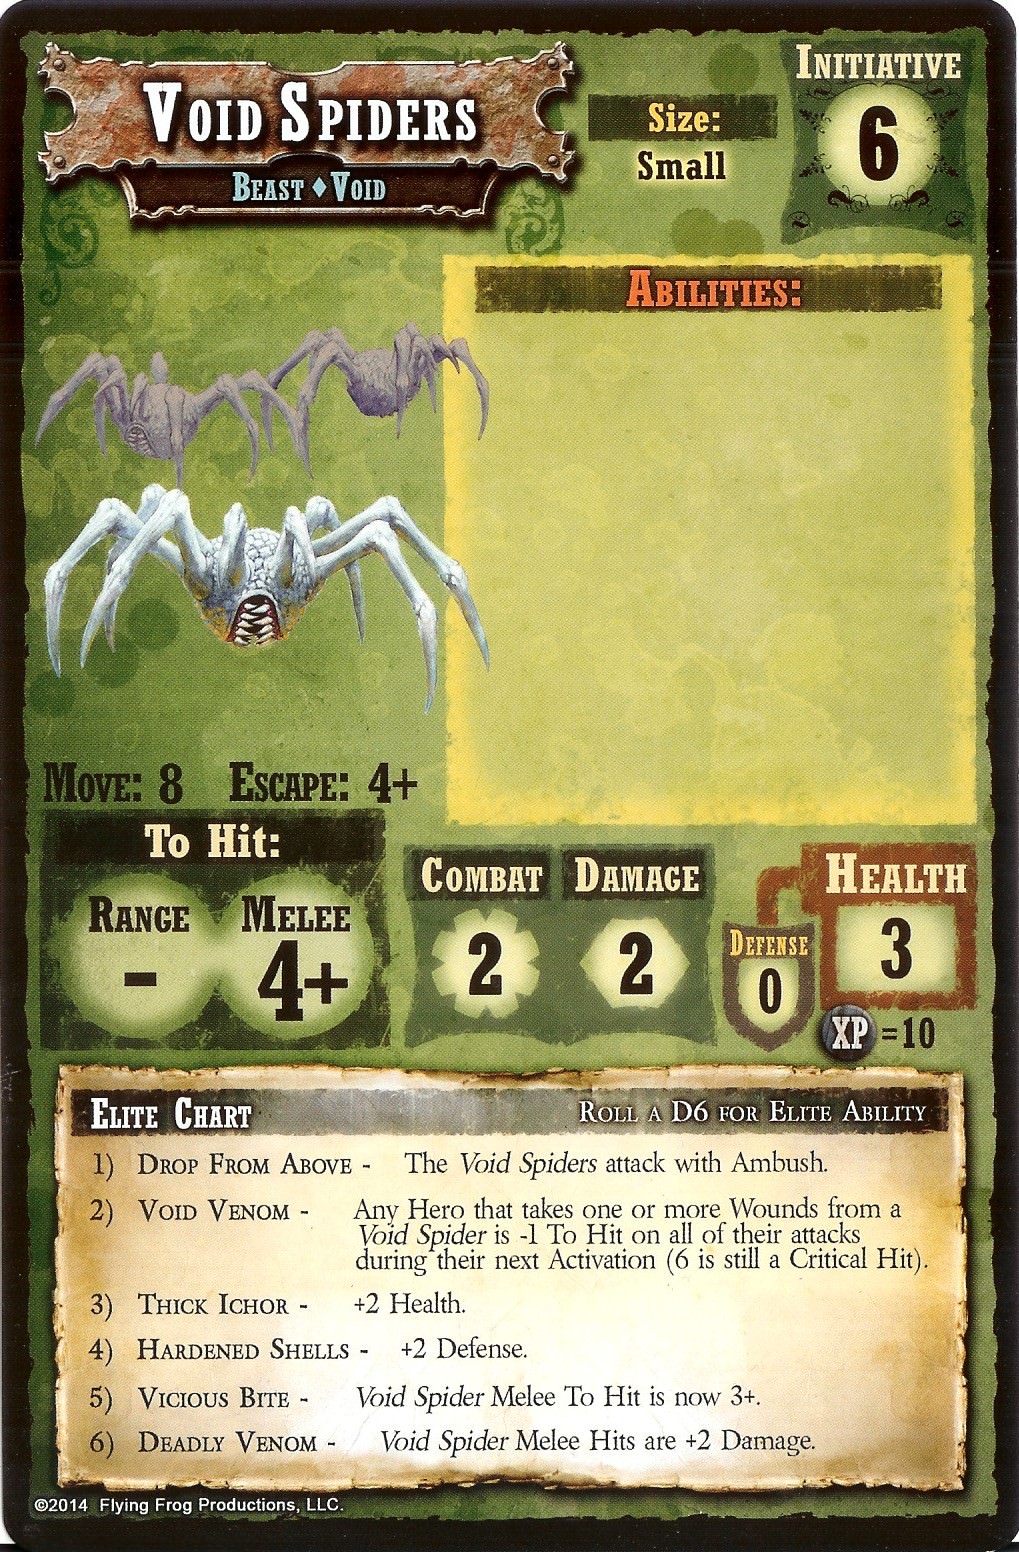 Void Spiders
Beast ♦ Void
Size:
Small
Initiative
6
Abilities:
Move: 8 Escape: 4+
To Hit:
Range Melee
- 4+
Combat
2
Damage
2
Defense
0
Health
3
XP =10
Elite Chart Roll a D6 for Elite Ability
1) Drop From Above - The Void Spiders attack with Ambush.
2) Void Venom - Any Hero that takes one or more Wounds from a
Void Spider is -1 To Hit on all of their attacks
during their next Activation (6 is still a Critical Hit).
3) Thick Ichor - +2 Health.
4) Hardened Shells - +2 Defense.
5) Vicious Bite - Void Spider Melee To Hit is now 3+.
6) Deadly Venom - Void Spider Melee Hits are +2 Damage.
©2014 Flying Frog Productions, LLC.